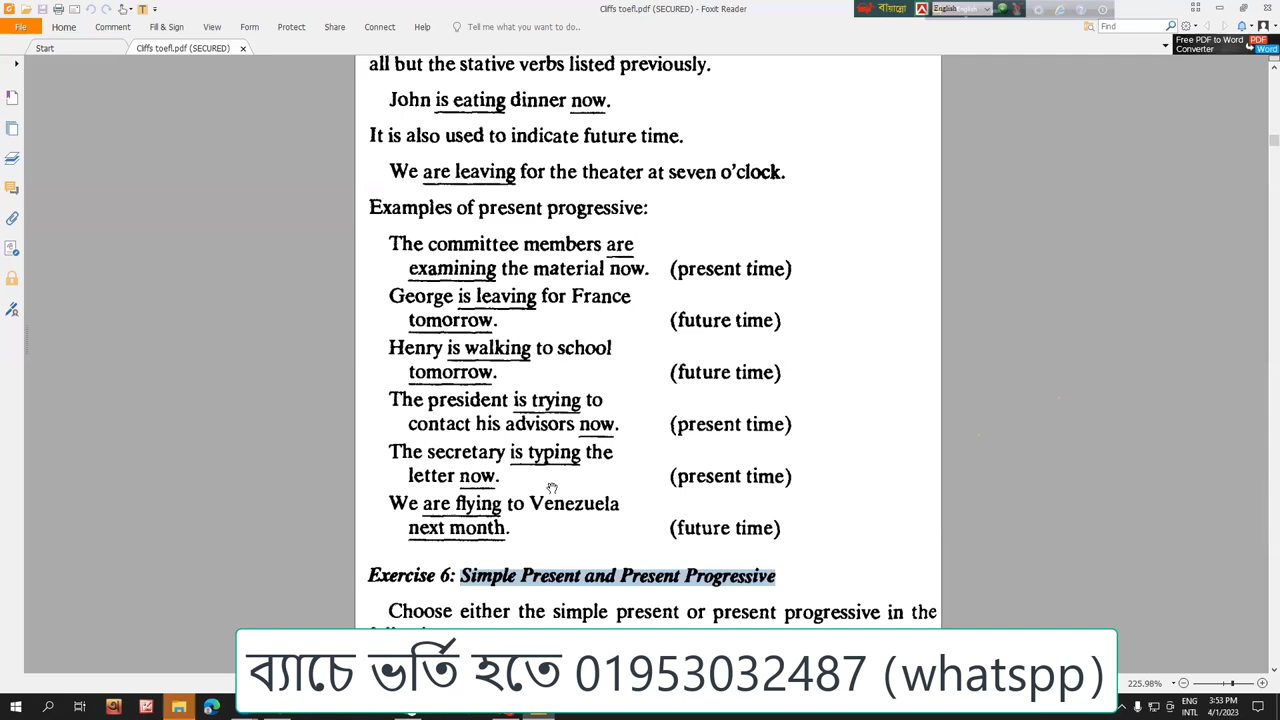 Cliffs toefl.pdf (SECURED) - Foxit Reader
বায়ান্নো
English
File Home Comment Fill & Sign View Form Protect Share Connect Help Tell me what you want to do.. Find
Start Cliffs toefl.pdf (SECURED)
Free PDF to Word Converter PDF Word
all but the stative verbs listed previously.
John is eating dinner now.
It is also used to indicate future time.
We are leaving for the theater at seven o'clock.
Examples of present progressive:
The committee members are
examining the material now. (present time)
George is leaving for France
tomorrow. (future time)
Henry is walking to school
tomorrow. (future time)
The president is trying to
contact his advisors now. (present time)
The secretary is typing the
letter now. (present time)
We are flying to Venezuela
next month. (future time)
Exercise 6: Simple Present and Present Progressive
Choose either the simple present or present progressive in the
ব্যাচে ভর্তি হতে 01953032487 (whatspp)
225.98%
ENG 3:53 PM
INTL 4/1/2023